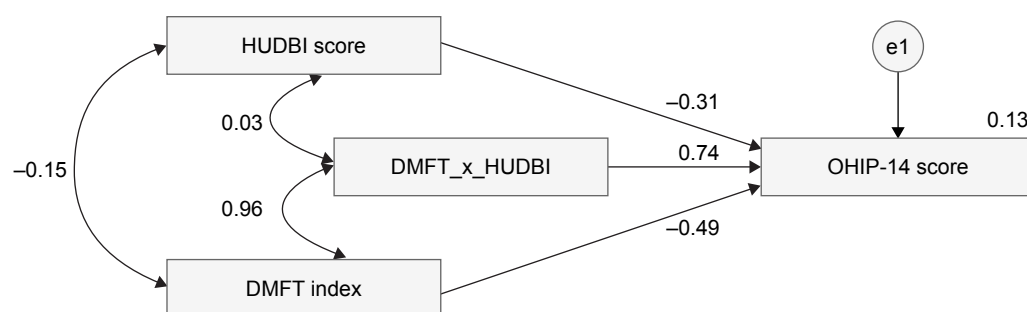 HUDBI score
e1
–0.31
0.03
0.13
–0.15
DMFT_x_HUDBI
0.74
OHIP-14 score
0.96
–0.49
DMFT index